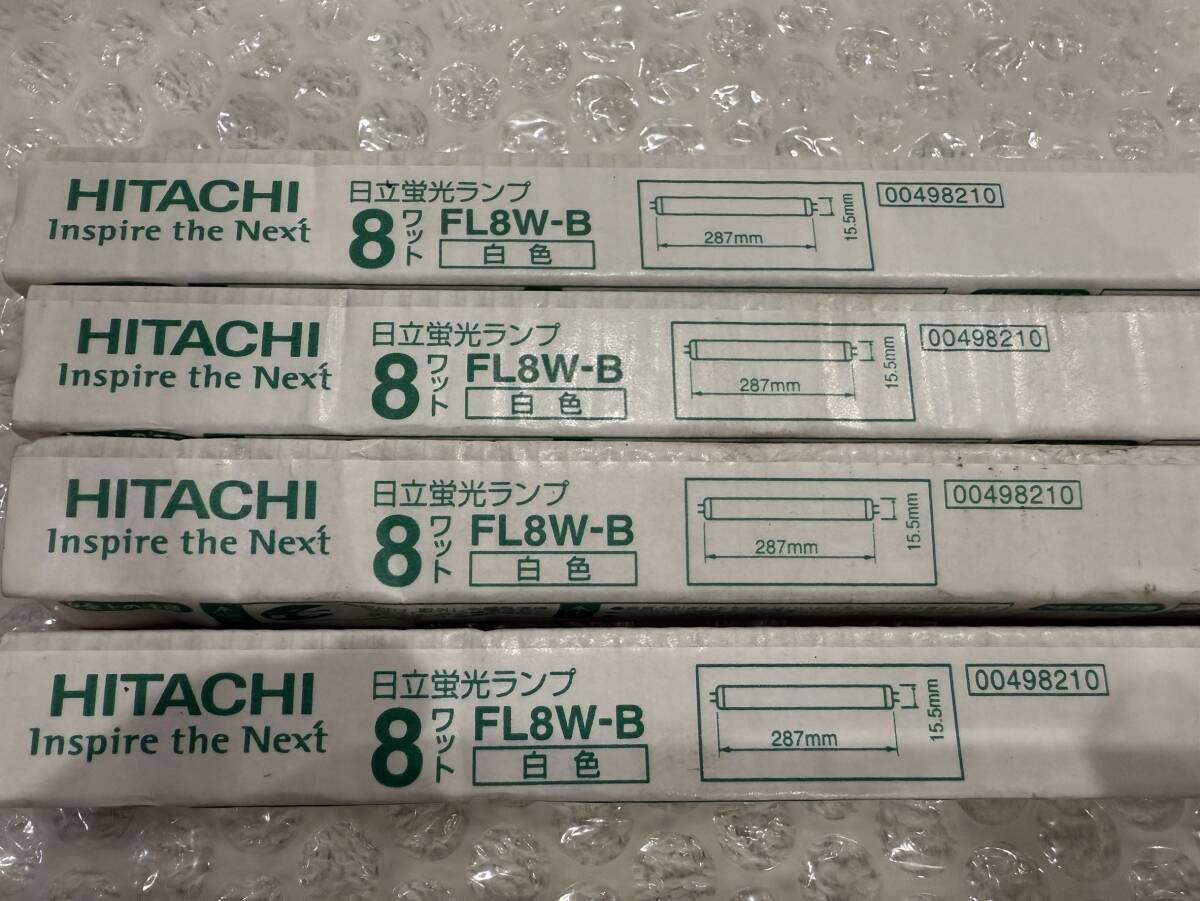 HITACHI
Inspire the Next
日立蛍光ランプ
8ワット FL8W-B
白色
287mm
15.5mm
00498210
HITACHI
Inspire the Next
日立蛍光ランプ
8ワット FL8W-B
白色
287mm
15.5mm
00498210
HITACHI
Inspire the Next
日立蛍光ランプ
8ワット FL8W-B
白色
287mm
15.5mm
00498210
HITACHI
Inspire the Next
日立蛍光ランプ
8ワット FL8W-B
白色
287mm
15.5mm
00498210